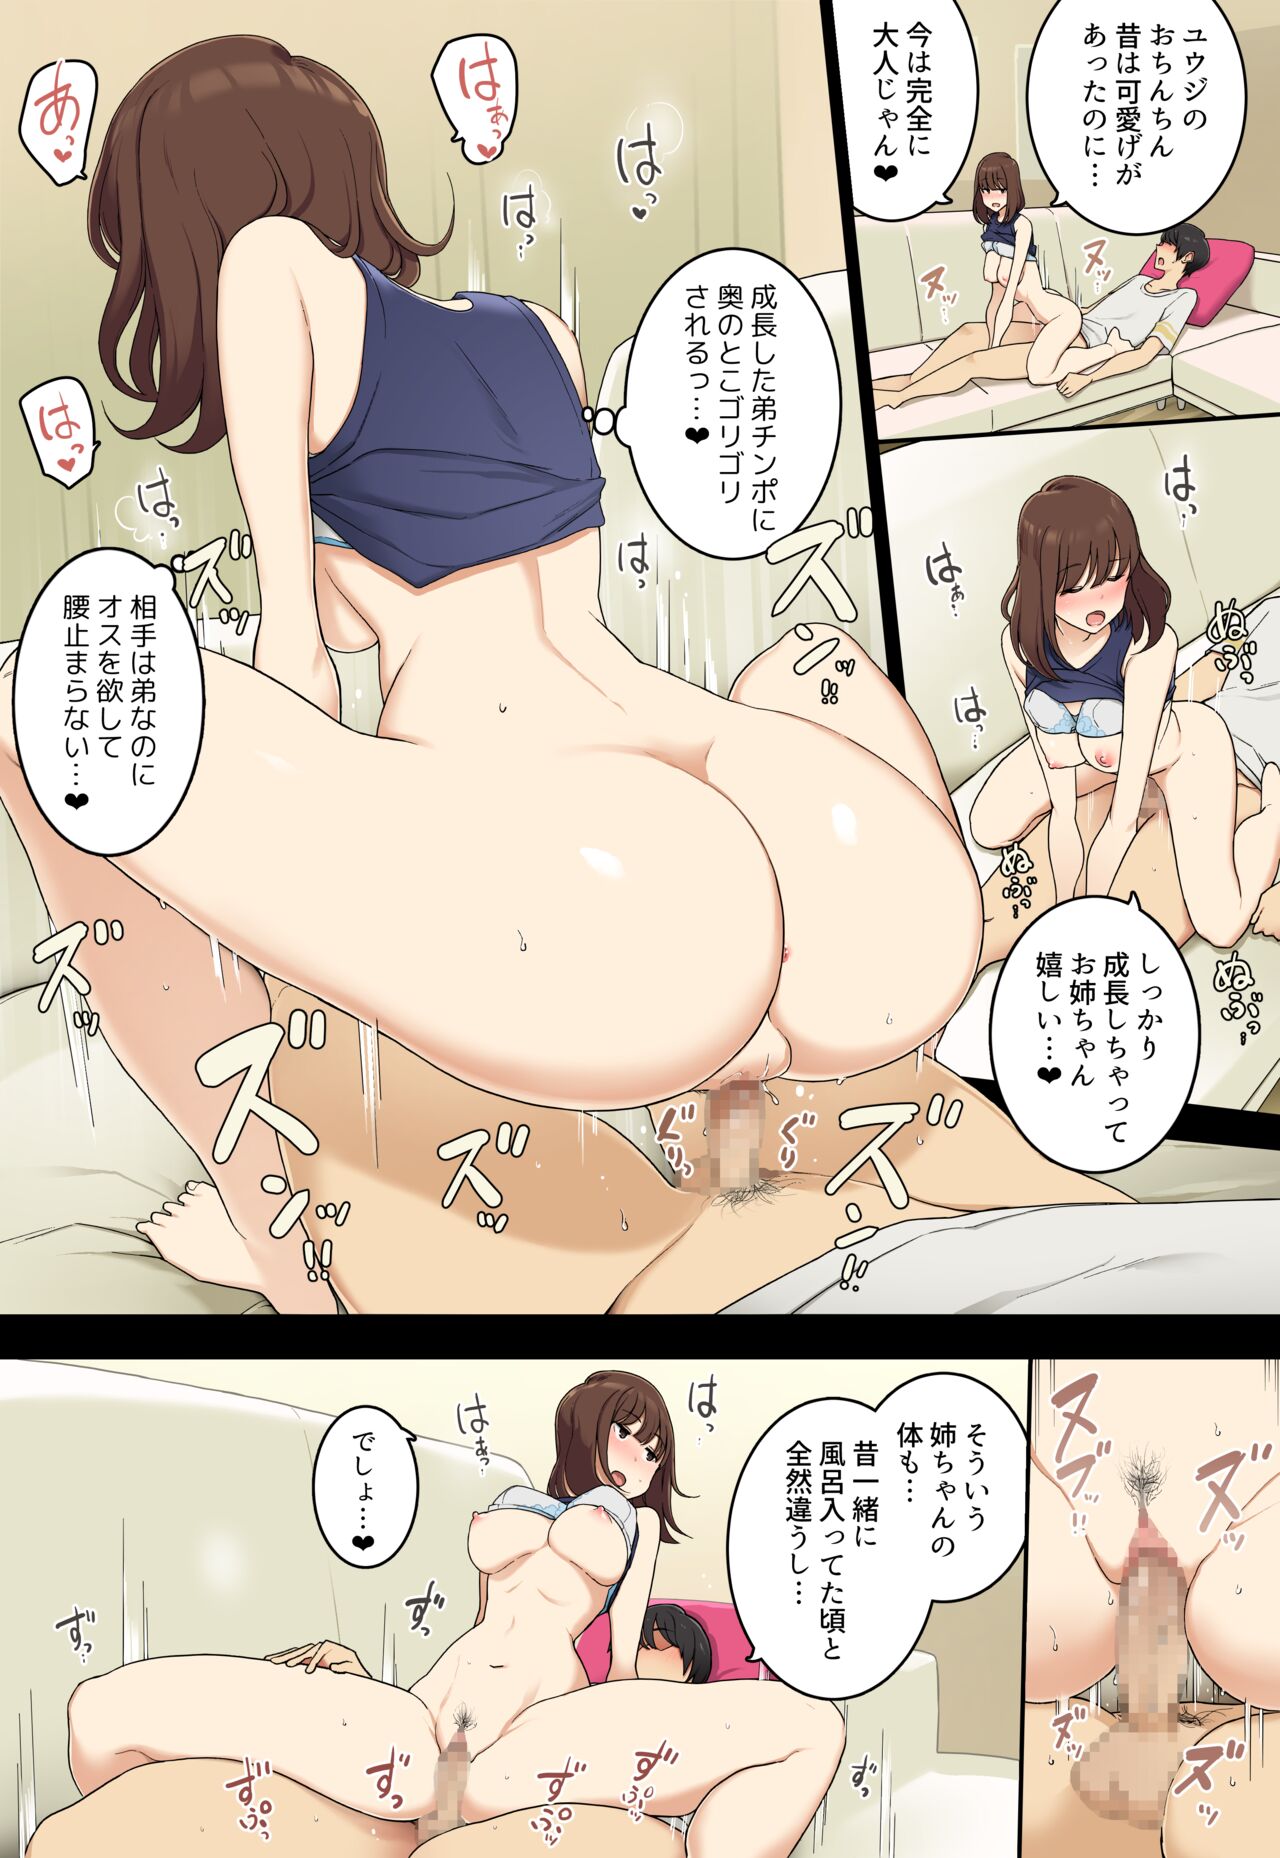 ユウジの
おちんちん
昔は可愛げが
あったのに…
今は完全に
大人じゃん❤
ヌッ…
ヌッ…
はっ…
はぁ…
はっ…
ぬぶっ…
ぬぶっ…
ぬぶっ…
しっかり
成長しちゃって
お姉ちゃん
嬉しい…❤
はぁっ♥
あっ♥
はっ♥
はっ…♥
はっ…
はっ…
はっ…
成長した弟チンポに
奥のとこゴリゴリ
されるっ…❤
相手は弟なのに
オスを欲して
腰止まらない…❤
ズンッ!!
ズッ…
ズッ…
ズンッ!!
ズッ…
ズンッ!!
ぐりっ
ぐりっ
ヌブッ…
ヌブッ…
ズッ…
ヌブッ…
そういう
姉ちゃんの
体も…
昔一緒に
風呂入ってた頃と
全然違うし…
でしょ…❤
はっ…
はぁっ…
ずっ…
ずっ…
ずっ…
ずっ…
ずぷっ…
ずぷっ…